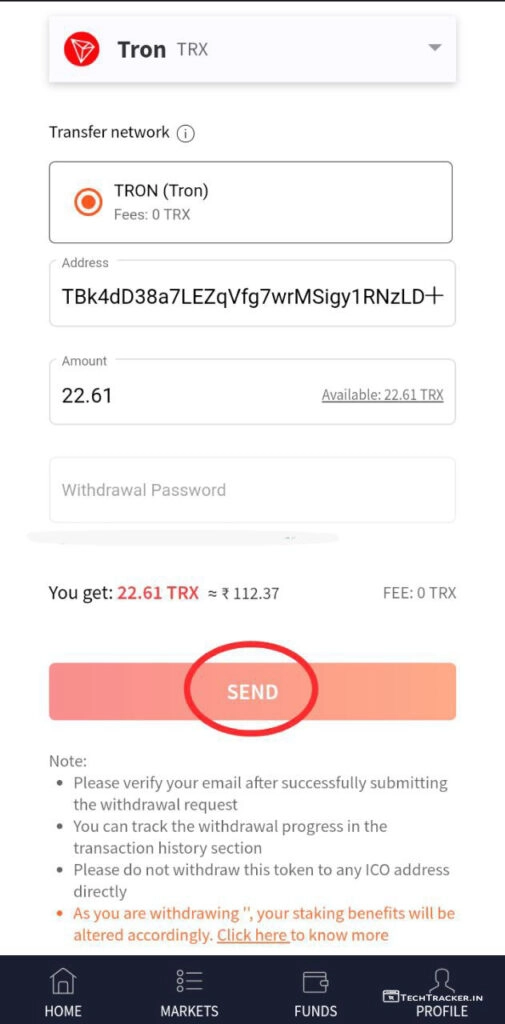 Tron TRX
Transfer network
TRON (Tron)
Fees: 0 TRX
Address
TBk4dD38a7LEZqVfg7wrMSigy1RNzLD
Amount
22.61
Available: 22.61 TRX
Withdrawal Password
You get: 22.61 TRX ≈ ₹ 112.37
FEE: 0 TRX
SEND
Note:
• Please verify your email after successfully submitting
the withdrawal request
• You can track the withdrawal progress in the
transaction history section
• Please do not withdraw this token to any ICO address
directly
• As you are withdrawing '', your staking benefits will be
altered accordingly. Click here to know more
HOME
MARKETS
FUNDS
PROFILE
TECHTRACKER.IN